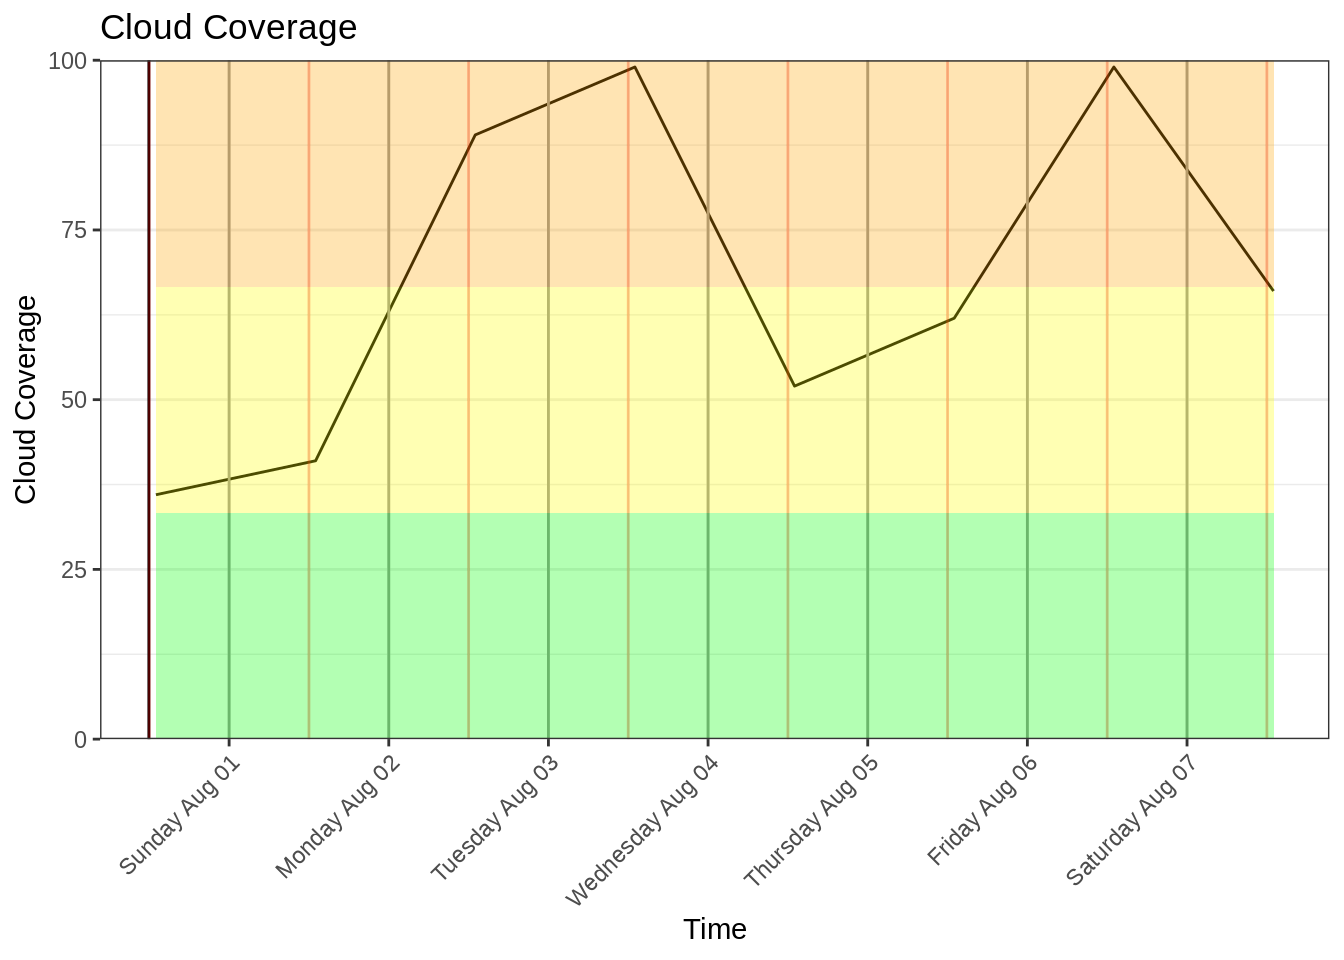 Cloud Coverage
Cloud Coverage
100
75
50
25
0
Sunday Aug 01
Monday Aug 02
Tuesday Aug 03
Wednesday Aug 04
Thursday Aug 05
Friday Aug 06
Saturday Aug 07
Time